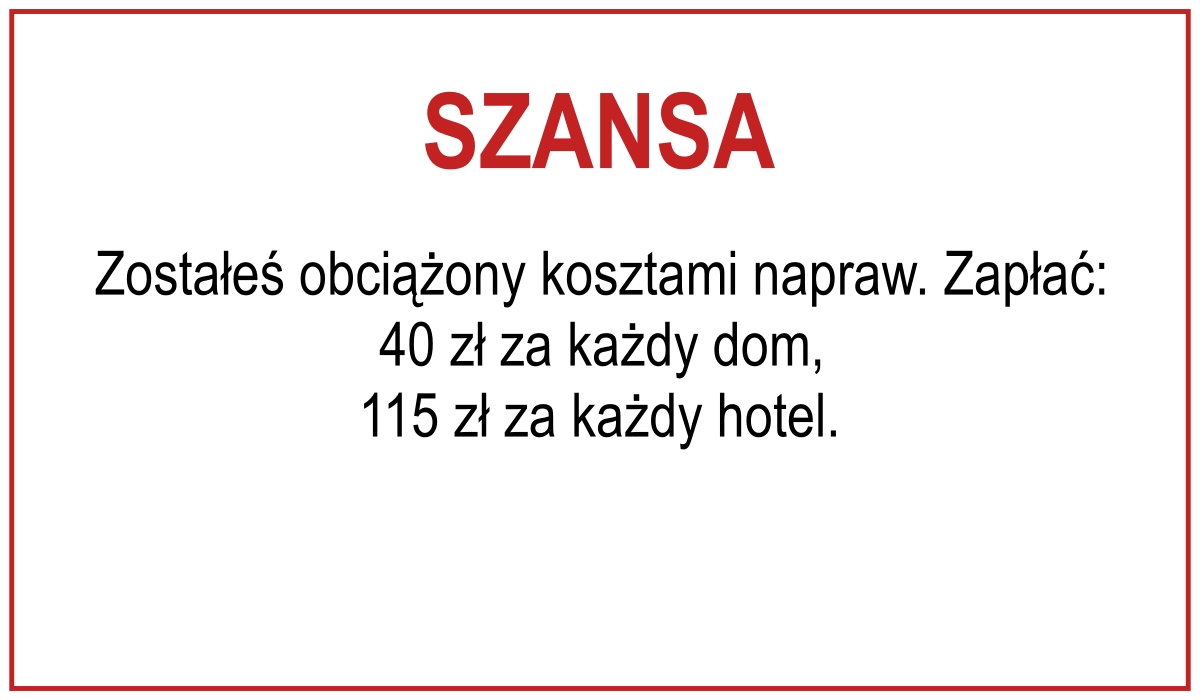 SZANSA
Zostałeś obciążony kosztami napraw. Zapłać:
40 zł za każdy dom,
115 zł za każdy hotel.